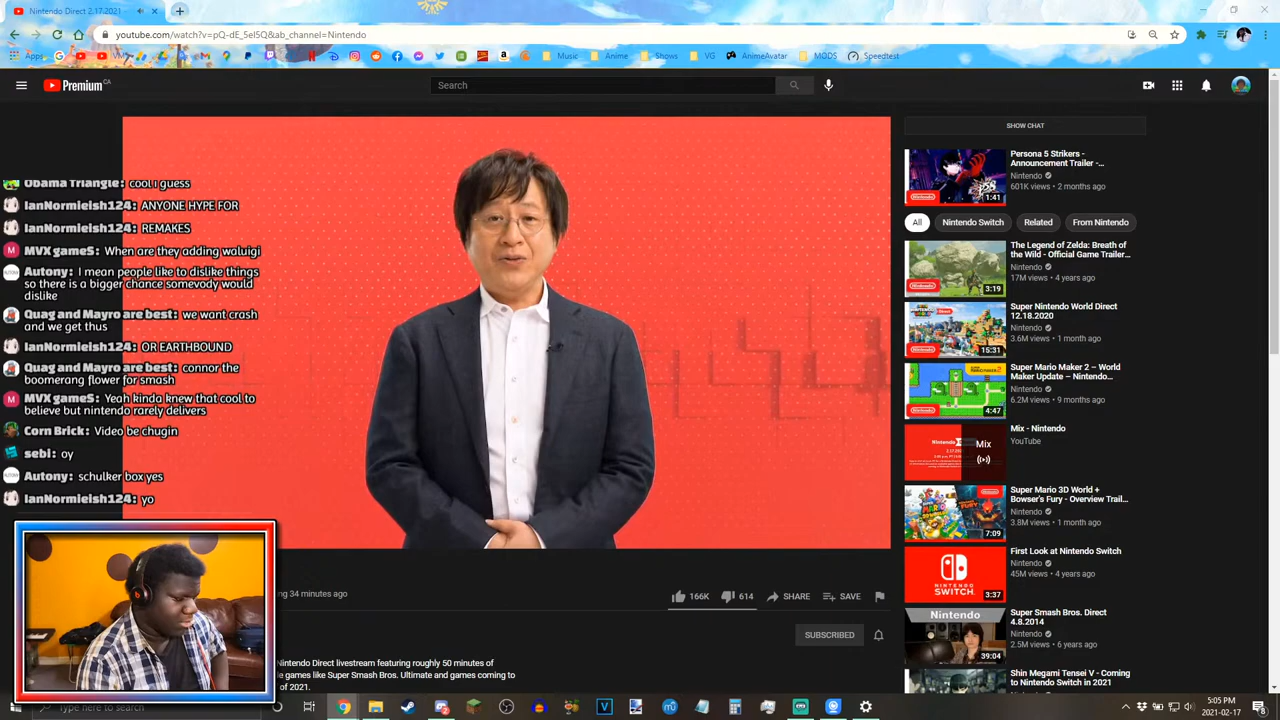 Nintendo Direct 2.17.2021 -
youtube.com/watch?v=pQ-dE_5el5Q&ab_channel=Nintendo
Apps
Music
Anime
Shows
VG
AnimeAvatar
MODS
Speedtest
Premium CA
Search
SHOW CHAT
Obama Triangle: cool i guess
IanNormieish124: ANYONE HYPE FOR
IanNormieish124: REMAKES
MVX gameS: When are they adding waluigi
Autony: I mean people like to dislike things
so there is a bigger chance somevody would
dislike
Quag and Mayro are best: we want crash
and we get thus
IanNormieish124: OR EARTHBOUND
Quag and Mayro are best: connor the
boomerang flower for smash
MVX gameS: Yeah kinda knew that cool to
believe but nintendo rarely delivers
Corn Brick: Video be chugin
sebi: oy
Autony: schulker box yes
IanNormieish124: yo
Persona 5 Strikers -
Announcement Trailer -...
Nintendo
601K views • 2 months ago
1:41
All
Nintendo Switch
Related
From Nintendo
The Legend of Zelda: Breath of
the Wild - Official Game Trailer...
Nintendo
17M views • 4 years ago
3:19
Super Nintendo World Direct
12.18.2020
Nintendo
3.6M views • 1 month ago
15:31
Super Mario Maker 2 – World
Maker Update – Nintendo...
Nintendo
6.2M views • 9 months ago
4:47
Mix - Nintendo
YouTube
Mix
Super Mario 3D World +
Bowser's Fury - Overview Trail...
Nintendo
3.8M views • 1 month ago
7:09
First Look at Nintendo Switch
Nintendo
45M views • 4 years ago
NINTENDO
SWITCH
3:37
Super Smash Bros. Direct
4.8.2014
Nintendo
2.5M views • 6 years ago
Nintendo
39:04
Shin Megami Tensei V - Coming
to Nintendo Switch in 2021
ng 34 minutes ago
166K
614
SHARE
SAVE
SUBSCRIBED
Nintendo Direct livestream featuring roughly 50 minutes of
le games like Super Smash Bros. Ultimate and games coming to
of 2021.
Type here to search
5:05 PM
2021-02-17